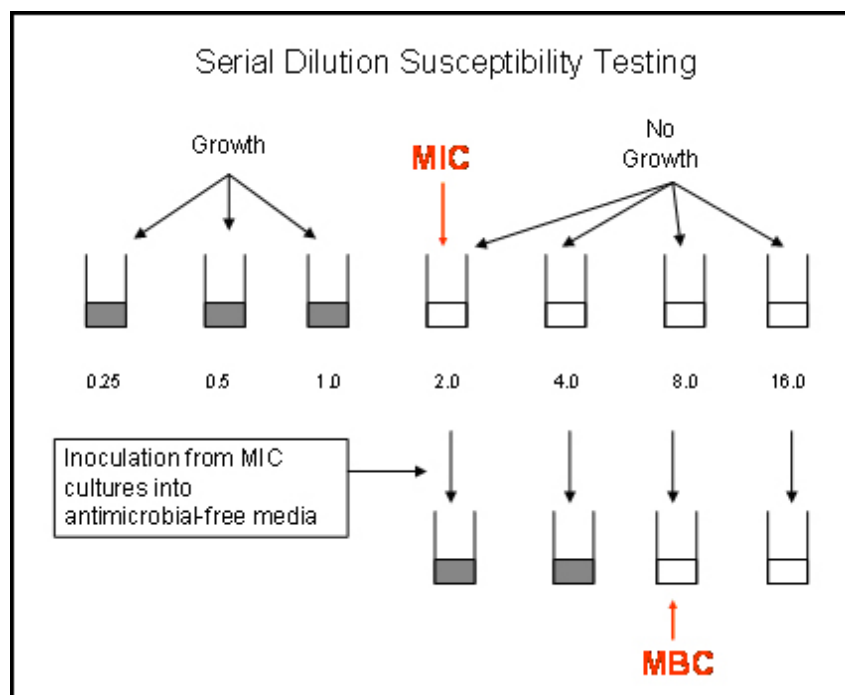 Serial Dilution Susceptibility Testing
Growth
MIC
No
Growth
0.25 0.5 1.0 2.0 4.0 8.0 16.0
Inoculation from MIC
cultures into
antimicrobial-free media
MBC